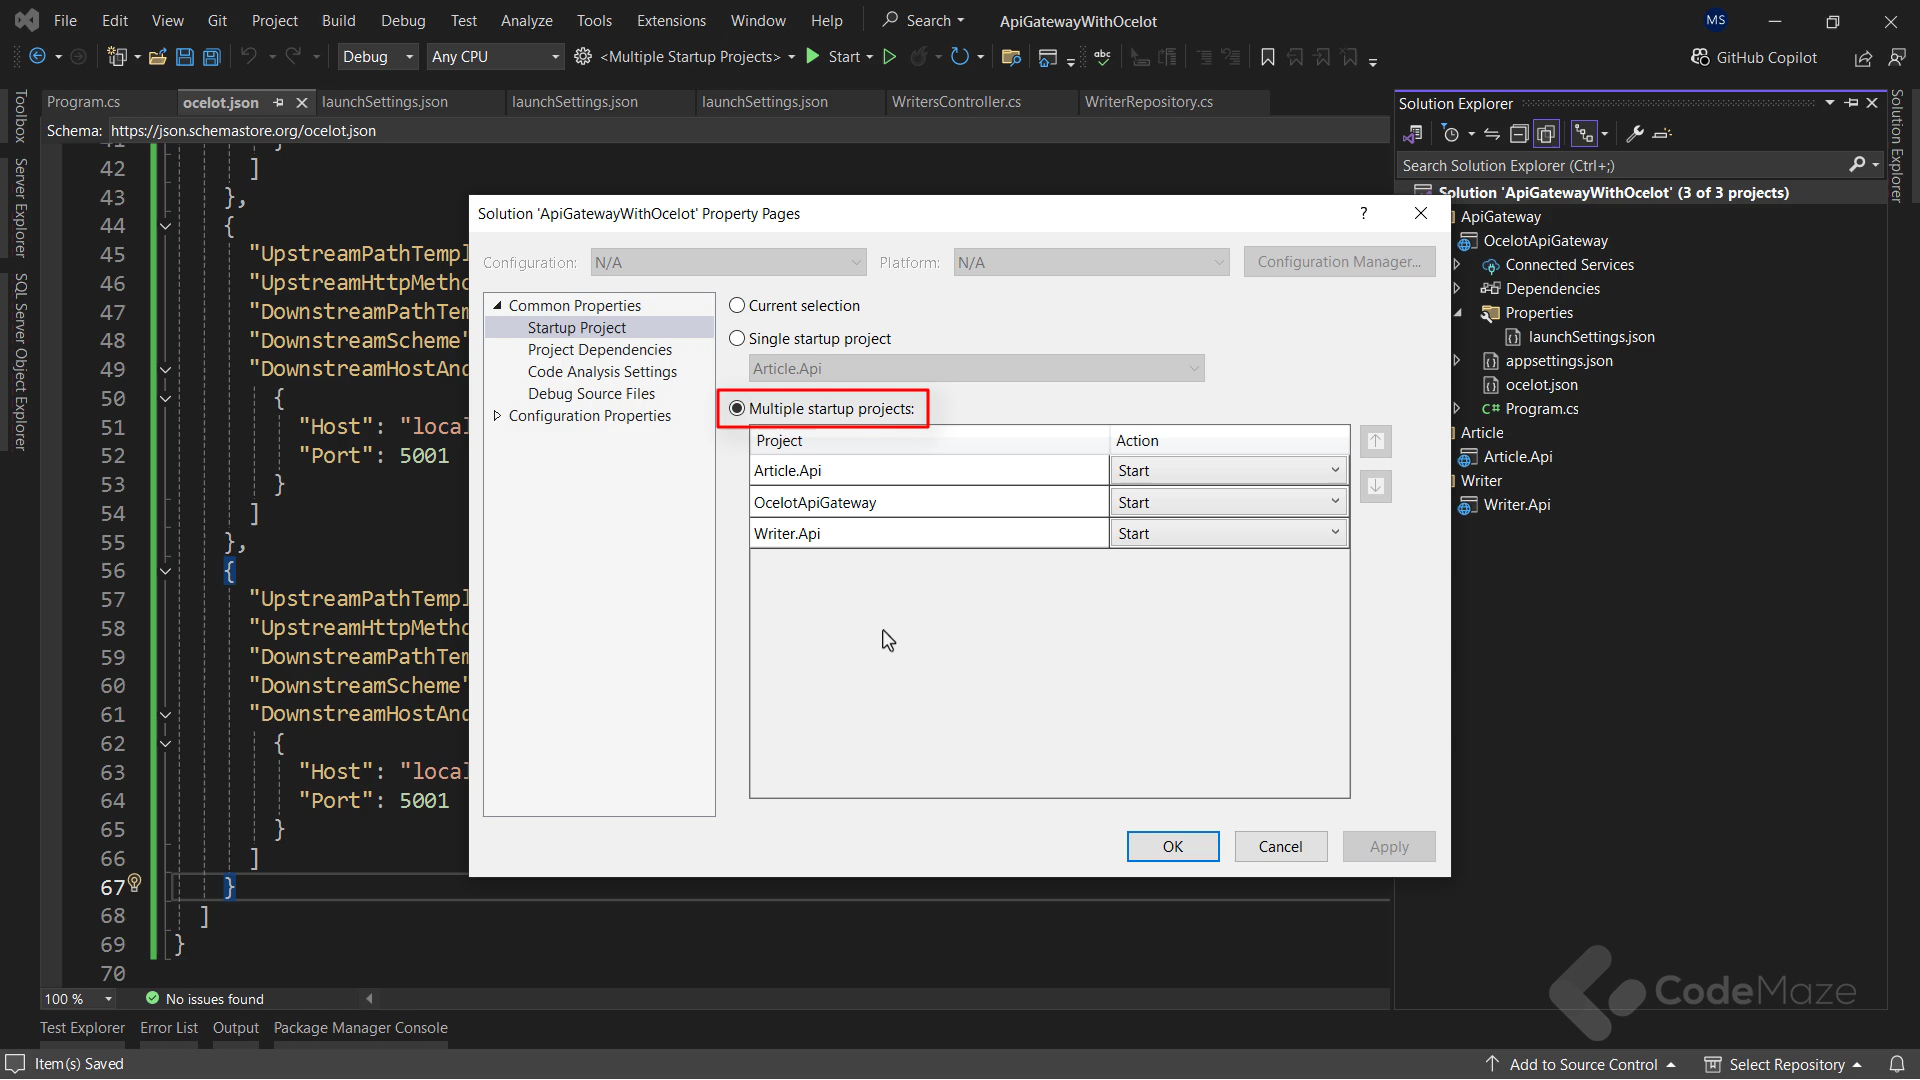 File Edit View Git Project Build Debug Test Analyze Tools Extensions Window Help Search ApiGatewayWithOcelot MS
Debug Any CPU <Multiple Startup Projects> Start GitHub Copilot
Toolbox
Server Explorer
SQL Server Object Explorer
Program.cs ocelot.json launchSettings.json launchSettings.json launchSettings.json WritersController.cs WriterRepository.cs
Schema: https://json.schemastore.org/ocelot.json
42 ]
43 },
44 {
45 "UpstreamPathTempl
46 "UpstreamHttpMetho
47 "DownstreamPathTem
48 "DownstreamScheme"
49 "DownstreamHostAnd
50 {
51 "Host": "local
52 "Port": 5001
53 }
54 ]
55 },
56 {
57 "UpstreamPathTempl
58 "UpstreamHttpMetho
59 "DownstreamPathTem
60 "DownstreamScheme"
61 "DownstreamHostAnd
62 {
63 "Host": "local
64 "Port": 5001
65 }
66 ]
67 }
68 ]
69 }
70
100 % No issues found
Solution 'ApiGatewayWithOcelot' Property Pages ?
Configuration: N/A Platform: N/A Configuration Manager...
Common Properties
Startup Project
Project Dependencies
Code Analysis Settings
Debug Source Files
Configuration Properties
Current selection
Single startup project
Article.Api
Multiple startup projects:
Project Action
Article.Api Start
OcelotApiGateway Start
Writer.Api Start
OK Cancel Apply
Solution Explorer
Search Solution Explorer (Ctrl+;)
Solution 'ApiGatewayWithOcelot' (3 of 3 projects)
ApiGateway
OcelotApiGateway
Connected Services
Dependencies
Properties
launchSettings.json
appsettings.json
ocelot.json
C# Program.cs
Article
Article.Api
Writer
Writer.Api
Solution Explorer
CodeMaze
Test Explorer Error List Output Package Manager Console
Item(s) Saved Add to Source Control Select Repository